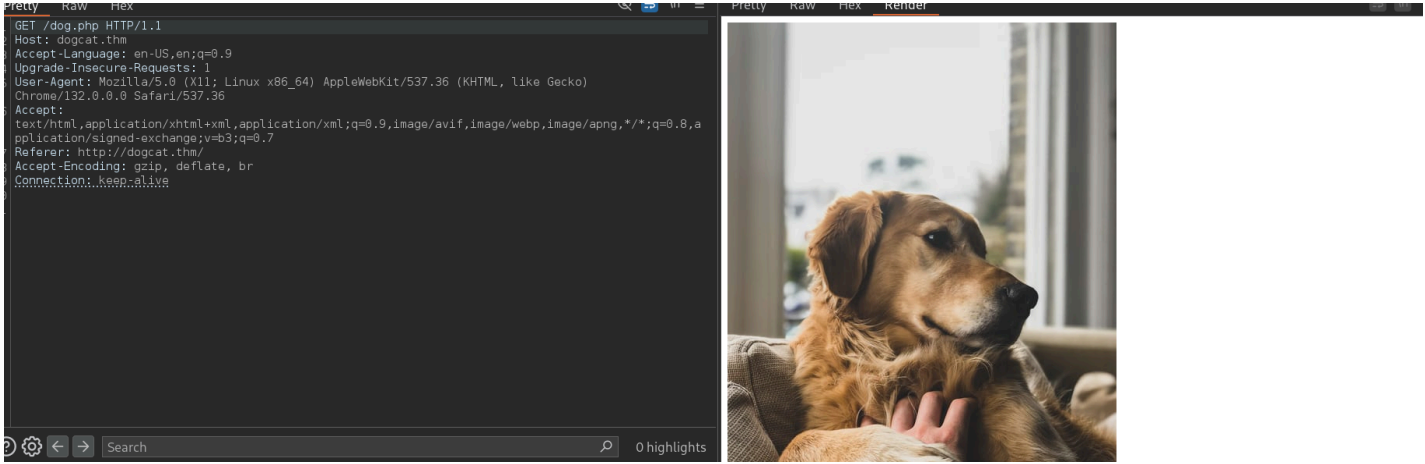 Pretty Raw Hex
\n
Pretty Raw Hex Render
\n
GET /dog.php HTTP/1.1
Host: dogcat.thm
Accept-Language: en-US,en;q=0.9
Upgrade-Insecure-Requests: 1
User-Agent: Mozilla/5.0 (X11; Linux x86_64) AppleWebKit/537.36 (KHTML, like Gecko)
Chrome/132.0.0.0 Safari/537.36
Accept:
text/html,application/xhtml+xml,application/xml;q=0.9,image/avif,image/webp,image/apng,*/*;q=0.8,a
pplication/signed-exchange;v=b3;q=0.7
Referer: http://dogcat.thm/
Accept-Encoding: gzip, deflate, br
Connection: keep-alive
Search
0 highlights